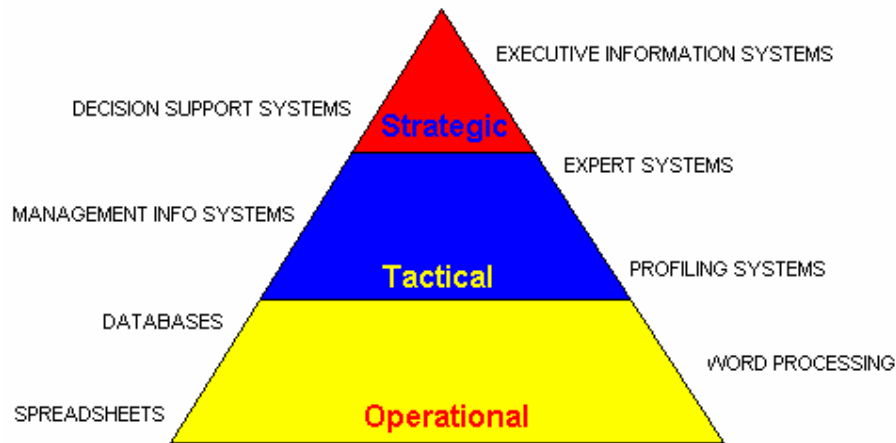 EXECUTIVE INFORMATION SYSTEMS
DECISION SUPPORT SYSTEMS
Strategic
EXPERT SYSTEMS
MANAGEMENT INFO SYSTEMS
Tactical
PROFILING SYSTEMS
DATABASES
WORD PROCESSING
SPREADSHEETS
Operational